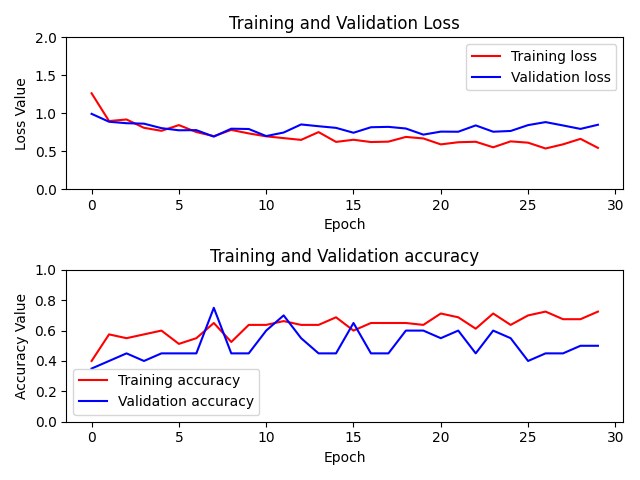 Training and Validation Loss
Loss Value
2.0
1.5
1.0
0.5
0.0
Training loss
Validation loss
0 5 10 15 20 25 30
Epoch
Training and Validation accuracy
Accuracy Value
1.0
0.8
0.6
0.4
0.2
0.0
Training accuracy
Validation accuracy
0 5 10 15 20 25 30
Epoch